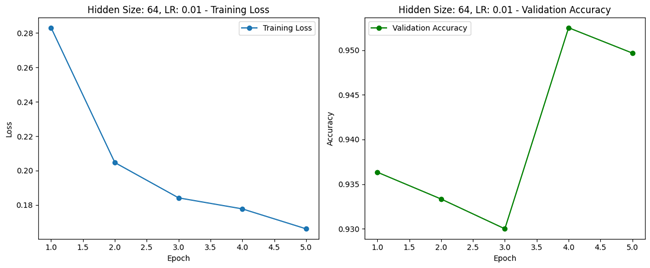 Hidden Size: 64, LR: 0.01 - Training Loss
Training Loss
0.28
0.26
0.24
0.22
0.20
0.18
Loss
1.0 1.5 2.0 2.5 3.0 3.5 4.0 4.5 5.0
Epoch
Hidden Size: 64, LR: 0.01 - Validation Accuracy
Validation Accuracy
0.950
0.945
0.940
0.935
0.930
Accuracy
1.0 1.5 2.0 2.5 3.0 3.5 4.0 4.5 5.0
Epoch